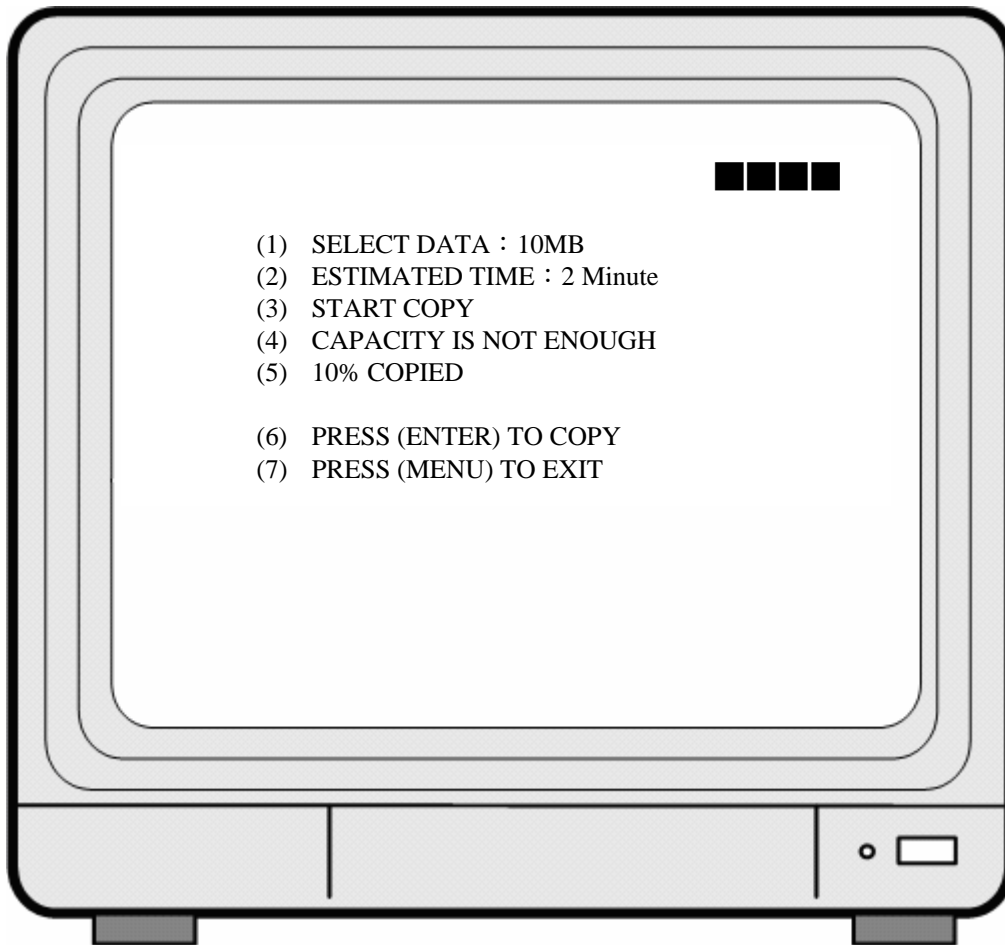 (1) SELECT DATA：10MB
(2) ESTIMATED TIME：2 Minute
(3) START COPY
(4) CAPACITY IS NOT ENOUGH
(5) 10% COPIED
(6) PRESS (ENTER) TO COPY
(7) PRESS (MENU) TO EXIT